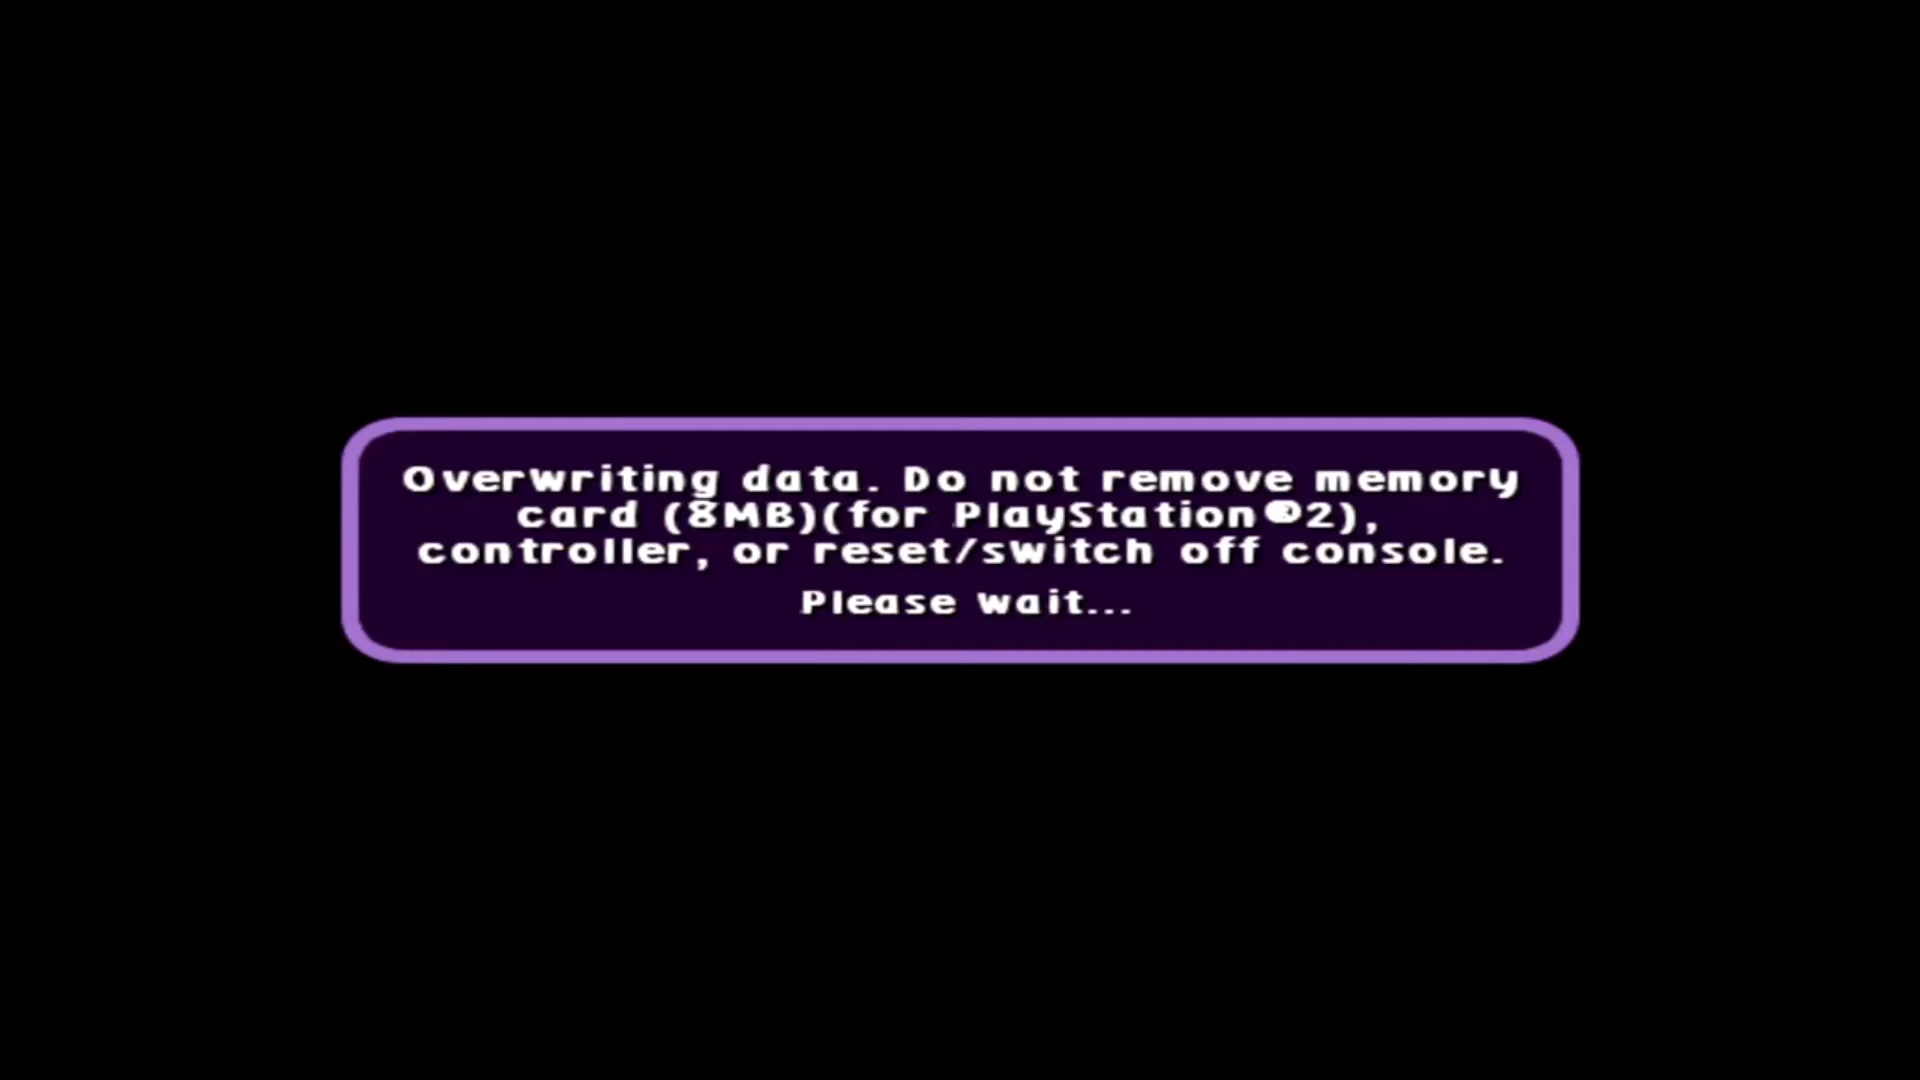 Overwriting data. Do not remove memory
card (8MB)(for PlayStation®2),
controller, or reset/switch off console.
Please wait...